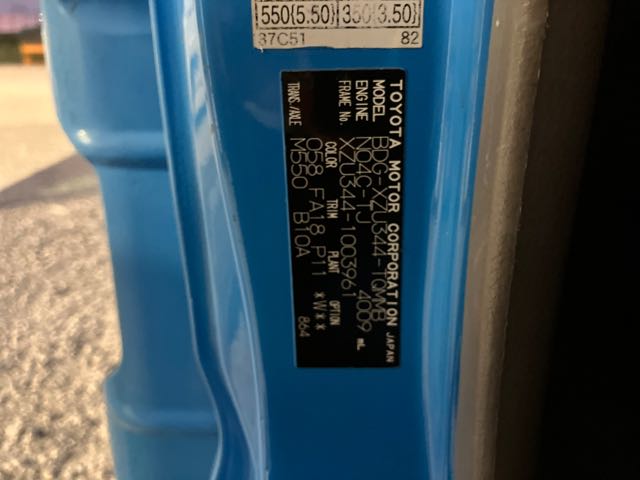 550{5.50} 350{3.50}
37C51 82
TOYOTA MOTOR CORPORATION JAPAN
MODEL BDG-XZU344-TQMYB
ENGINE N04C-TJ 4009 mL
FRAME No. XZU344-1003961
COLOR TRIM PLANT OPTION
058 FA18 P11 *W** 864
TRANS./AXLE M550 B10A